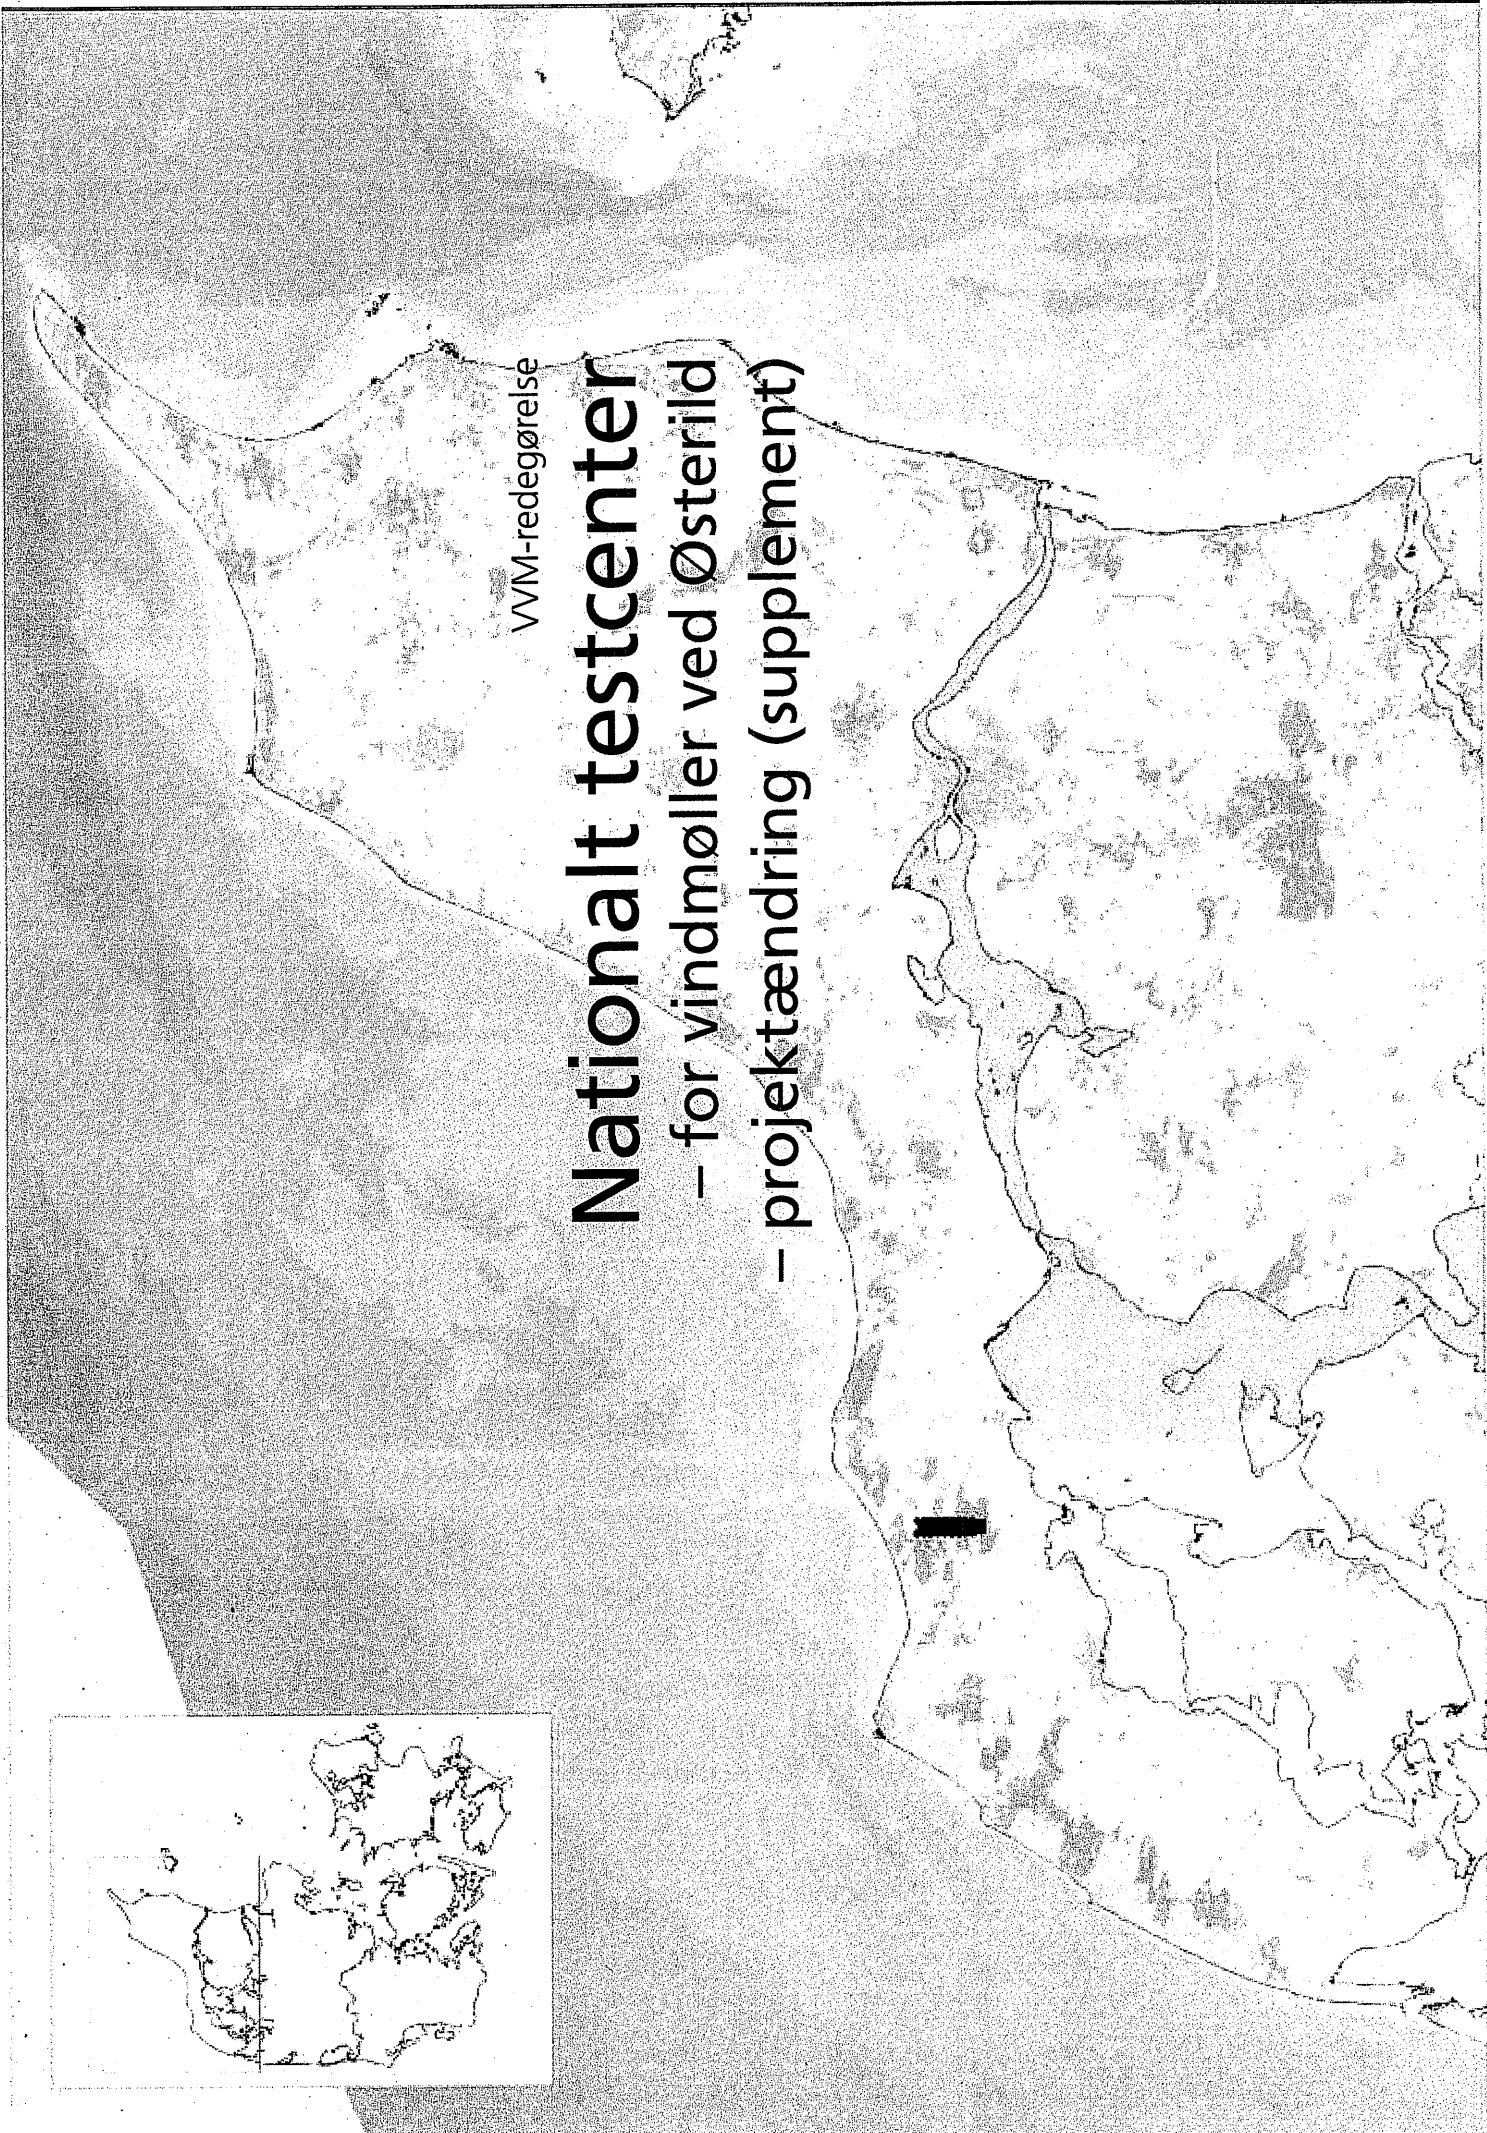 VVM-redegørelse
Nationalt testcenter
– for vindmøller ved Østerild
– projektændring (supplement)